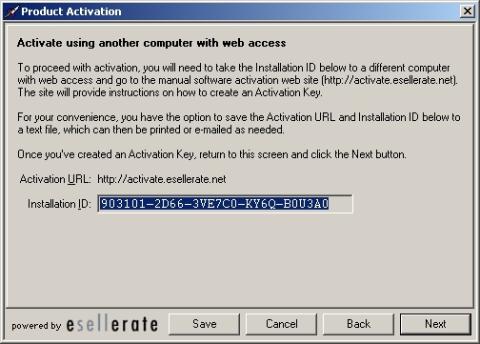 Product Activation
Activate using another computer with web access
To proceed with activation, you will need to take the Installation ID below to a different computer
with web access and go to the manual software activation web site (http://activate.esellerate.net).
The site will provide instructions on how to create an Activation Key.
For your convenience, you have the option to save the Activation URL and Installation ID below to
a text file, which can then be printed or e-mailed as needed.
Once you've created an Activation Key, return to this screen and click the Next button.
Activation URL: http://activate.esellerate.net
Installation ID: 903101-2D66-3VE7C0-KY6Q-B0U3A0
powered by esellerate Save Cancel Back Next